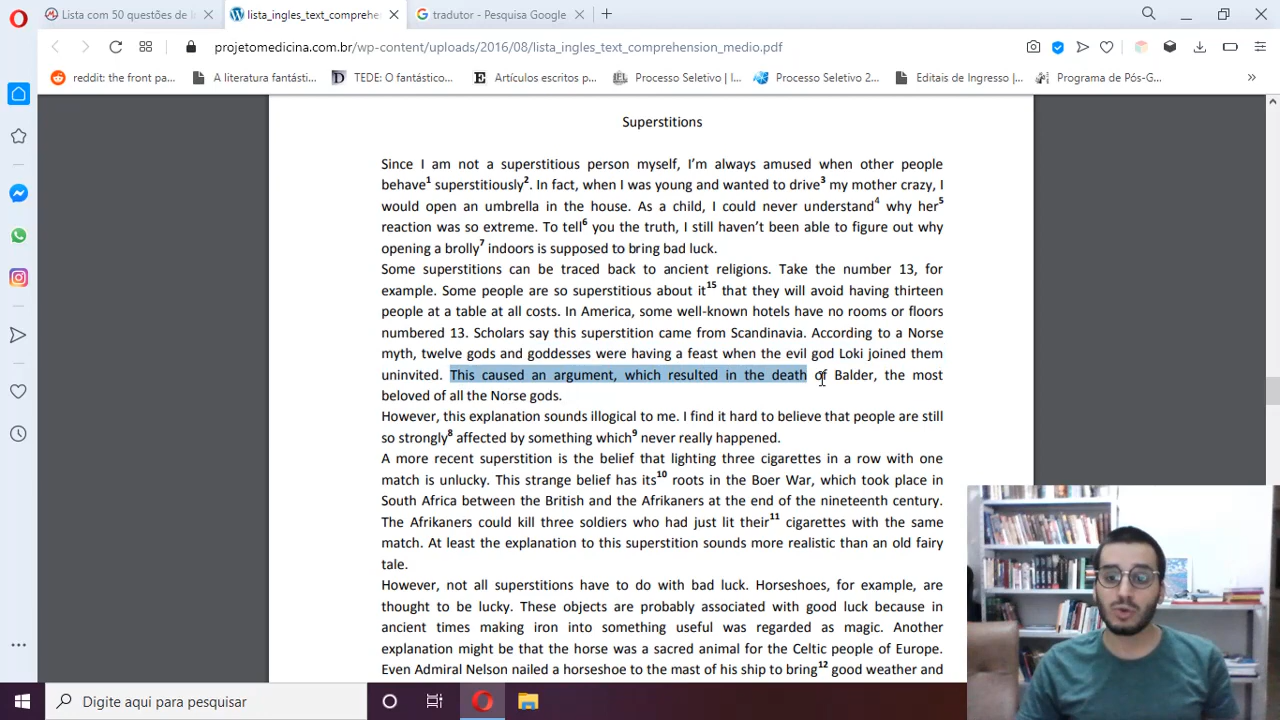 Lista com 50 questões de l
lista_ingles_text_comprehe
tradutor - Pesquisa Google
projetomedicina.com.br/wp-content/uploads/2016/08/lista_ingles_text_comprehension_medio.pdf
reddit: the front pa...
A literatura fantásti...
TEDE: O fantástico...
Artículos escritos p...
Processo Seletivo | I...
Processo Seletivo 2...
Editais de Ingresso |...
Programa de Pós-G...
Superstitions
Since I am not a superstitious person myself, I'm always amused when other people
behave¹ superstitiously². In fact, when I was young and wanted to drive³ my mother crazy, I
would open an umbrella in the house. As a child, I could never understand⁴ why her⁵
reaction was so extreme. To tell⁶ you the truth, I still haven't been able to figure out why
opening a brolly⁷ indoors is supposed to bring bad luck.
Some superstitions can be traced back to ancient religions. Take the number 13, for
example. Some people are so superstitious about it¹⁵ that they will avoid having thirteen
people at a table at all costs. In America, some well-known hotels have no rooms or floors
numbered 13. Scholars say this superstition came from Scandinavia. According to a Norse
myth, twelve gods and goddesses were having a feast when the evil god Loki joined them
uninvited. This caused an argument, which resulted in the death of Balder, the most
beloved of all the Norse gods.
However, this explanation sounds illogical to me. I find it hard to believe that people are still
so strongly⁸ affected by something which⁹ never really happened.
A more recent superstition is the belief that lighting three cigarettes in a row with one
match is unlucky. This strange belief has its¹⁰ roots in the Boer War, which took place in
South Africa between the British and the Afrikaners at the end of the nineteenth century.
The Afrikaners could kill three soldiers who had just lit their¹¹ cigarettes with the same
match. At least the explanation to this superstition sounds more realistic than an old fairy
tale.
However, not all superstitions have to do with bad luck. Horseshoes, for example, are
thought to be lucky. These objects are probably associated with good luck because in
ancient times making iron into something useful was regarded as magic. Another
explanation might be that the horse was a sacred animal for the Celtic people of Europe.
Even Admiral Nelson nailed a horseshoe to the mast of his ship to bring¹² good weather and
Digite aqui para pesquisar